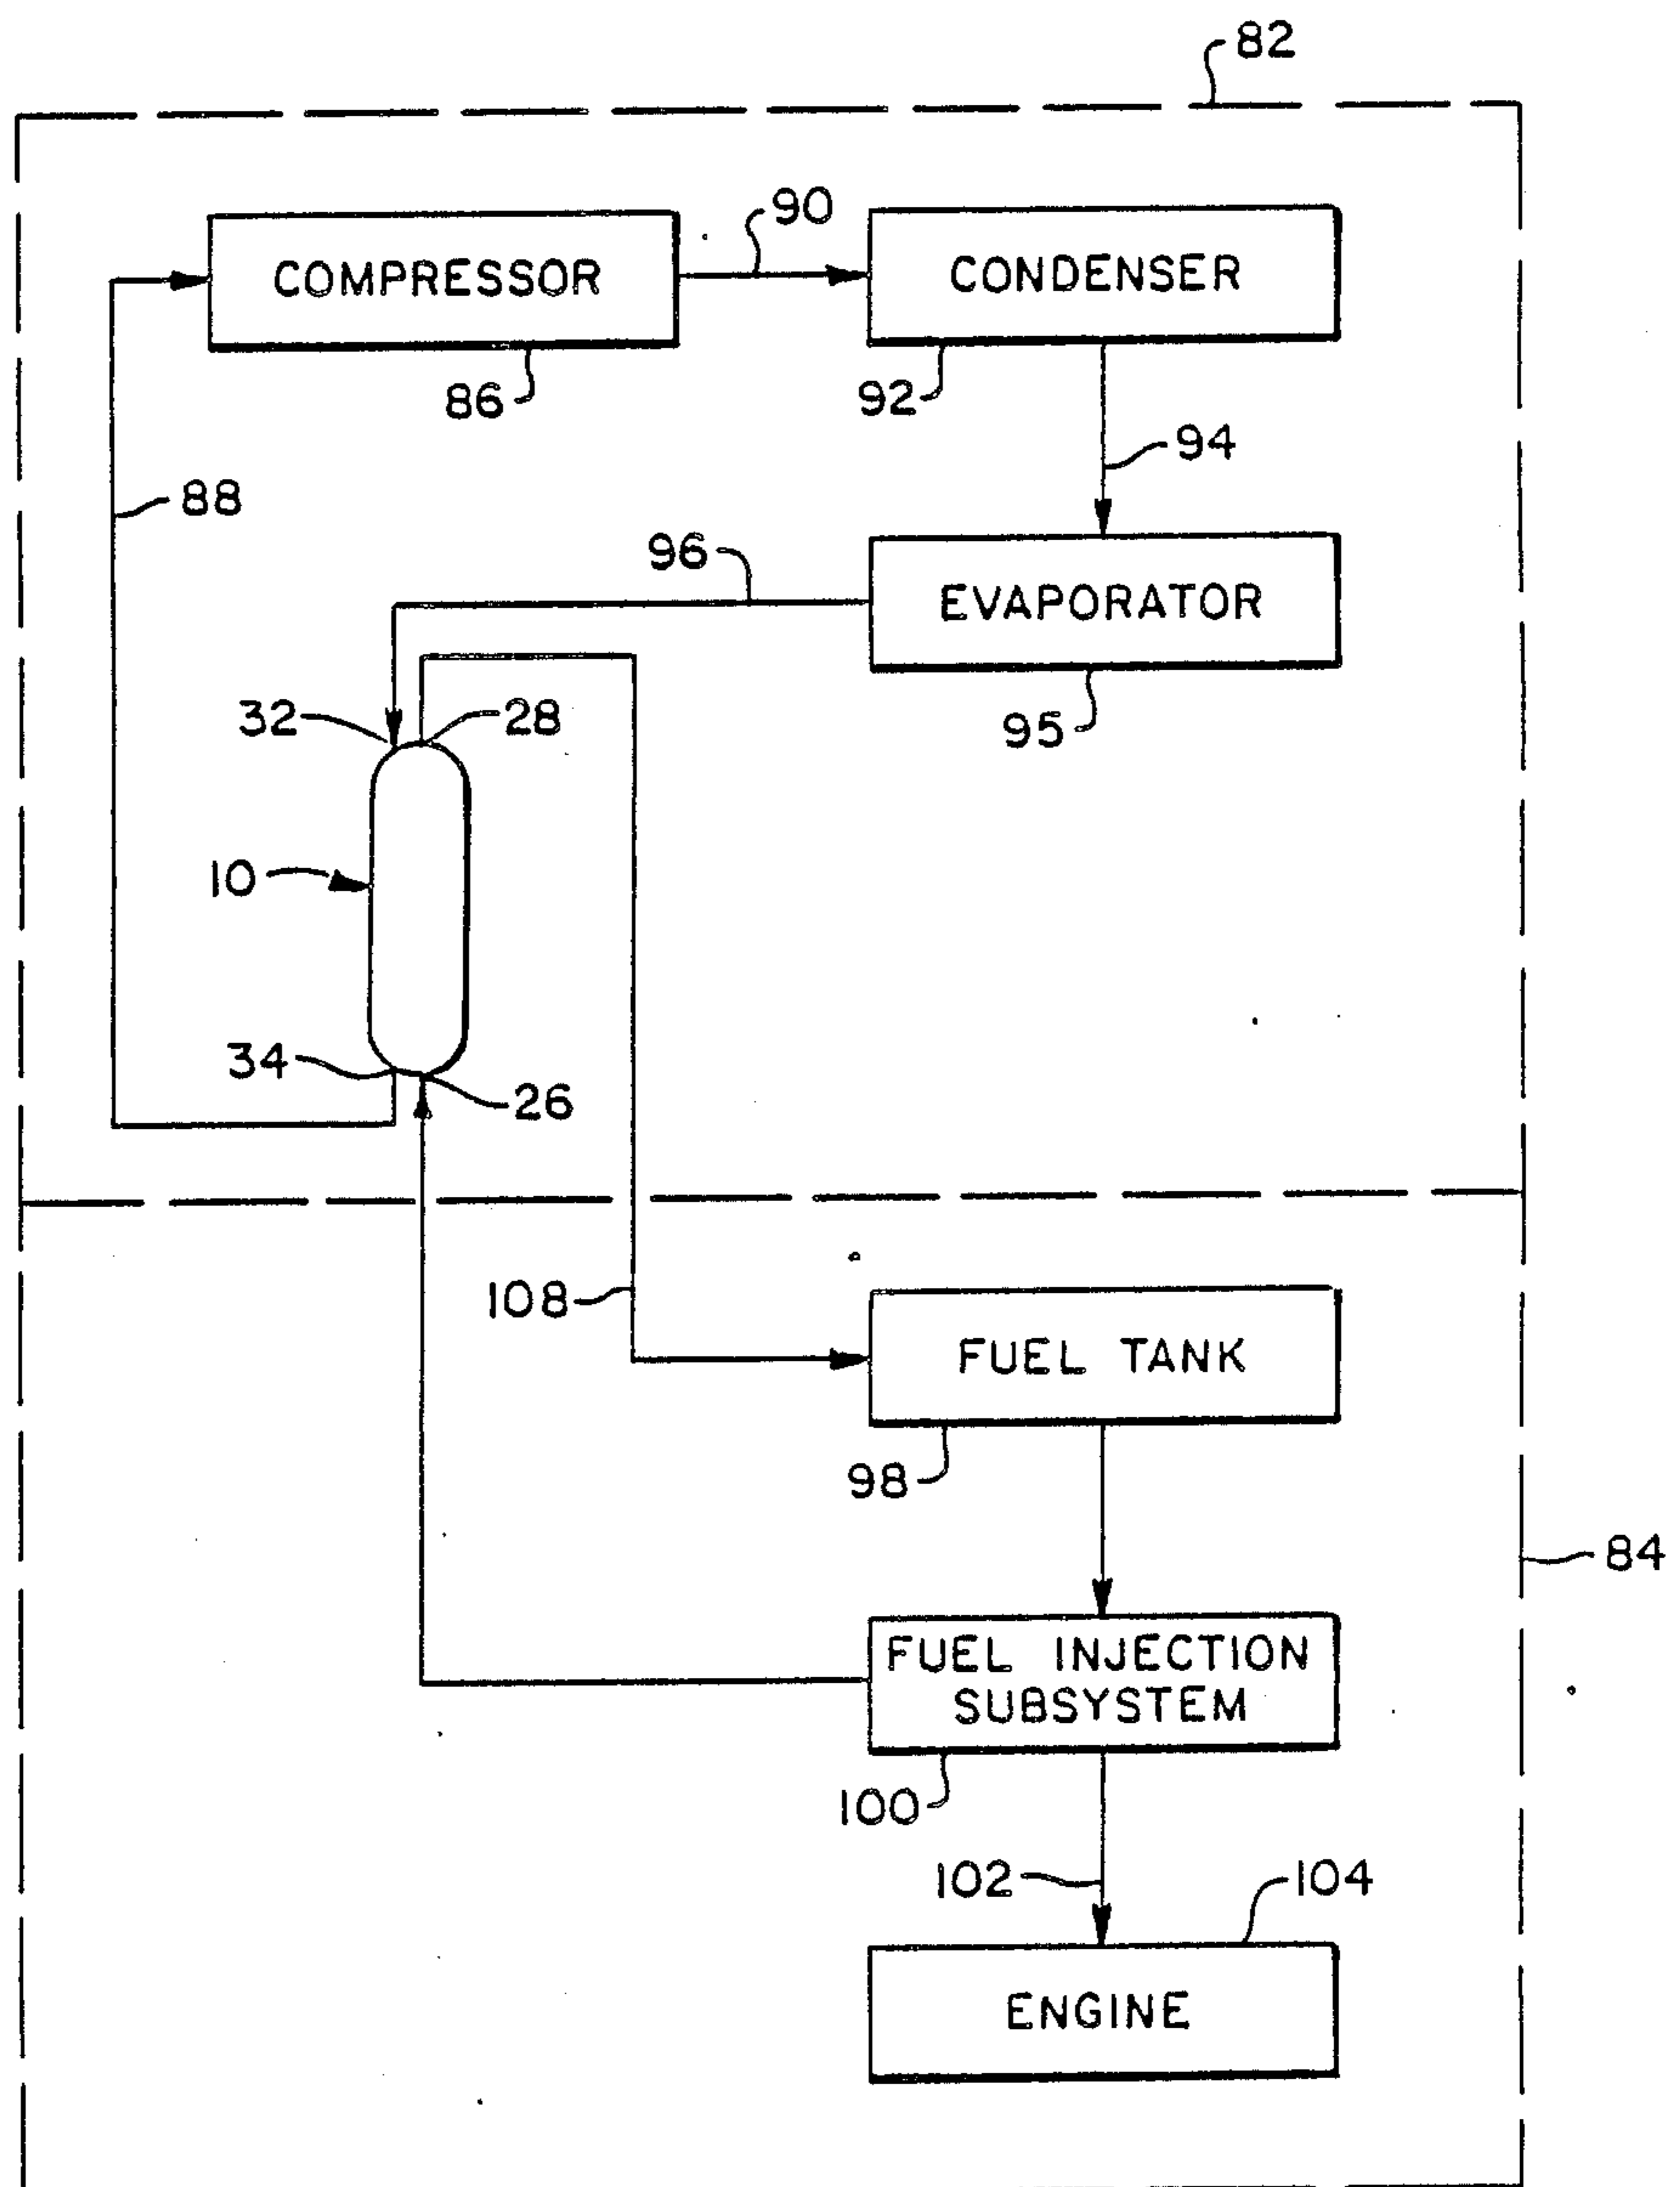 82
90
COMPRESSOR
CONDENSER
86
92
94
88
96
EVAPORATOR
32
28
95
10
34
26
108
FUEL TANK
98
84
FUEL INJECTION
SUBSYSTEM
100
102
104
ENGINE